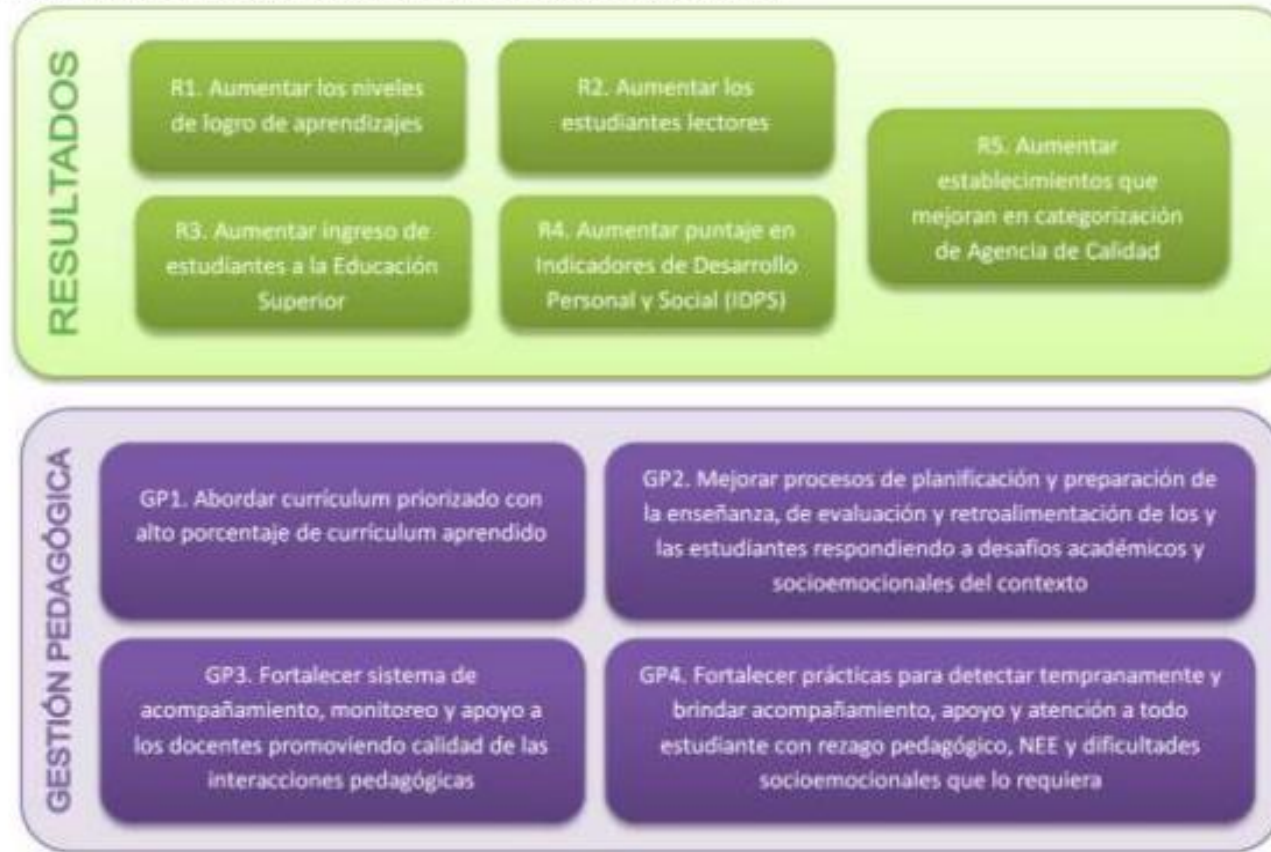 RESULTADOS
R1. Aumentar los niveles
de logro de aprendizajes
R2. Aumentar los
estudiantes lectores
R3. Aumentar ingreso de
estudiantes a la Educación
Superior
R4. Aumentar puntaje en
Indicadores de Desarrollo
Personal y Social (IDPS)
R5. Aumentar
establecimientos que
mejoran en categorización
de Agencia de Calidad
GESTIÓN PEDAGÓGICA
GP1. Abordar currículum priorizado con
alto porcentaje de currículum aprendido
GP2. Mejorar procesos de planificación y preparación de
la enseñanza, de evaluación y retroalimentación de los y
las estudiantes respondiendo a desafíos académicos y
socioemocionales del contexto
GP3. Fortalecer sistema de
acompañamiento, monitoreo y apoyo a
los docentes promoviendo calidad de las
interacciones pedagógicas
GP4. Fortalecer prácticas para detectar tempranamente y
brindar acompañamiento, apoyo y atención a todo
estudiante con rezago pedagógico, NEE y dificultades
socioemocionales que lo requiera